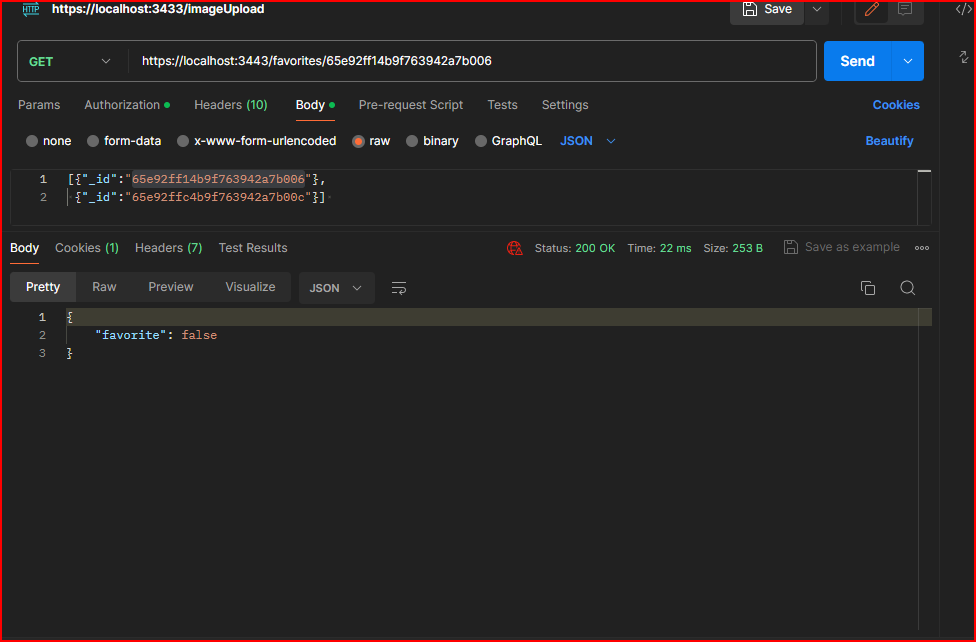 HTTP https://localhost:3433/imageUpload Save </>
GET https://localhost:3443/favorites/65e92ff14b9f763942a7b006 Send
Params Authorization Headers (10) Body Pre-request Script Tests Settings Cookies
none form-data x-www-form-urlencoded raw binary GraphQL JSON Beautify
1 [{"_id":"65e92ff14b9f763942a7b006"},
2 {"_id":"65e92ffc4b9f763942a7b00c"}]
Body Cookies (1) Headers (7) Test Results Status: 200 OK Time: 22 ms Size: 253 B Save as example
Pretty Raw Preview Visualize JSON
1 {
2 "favorite": false
3 }